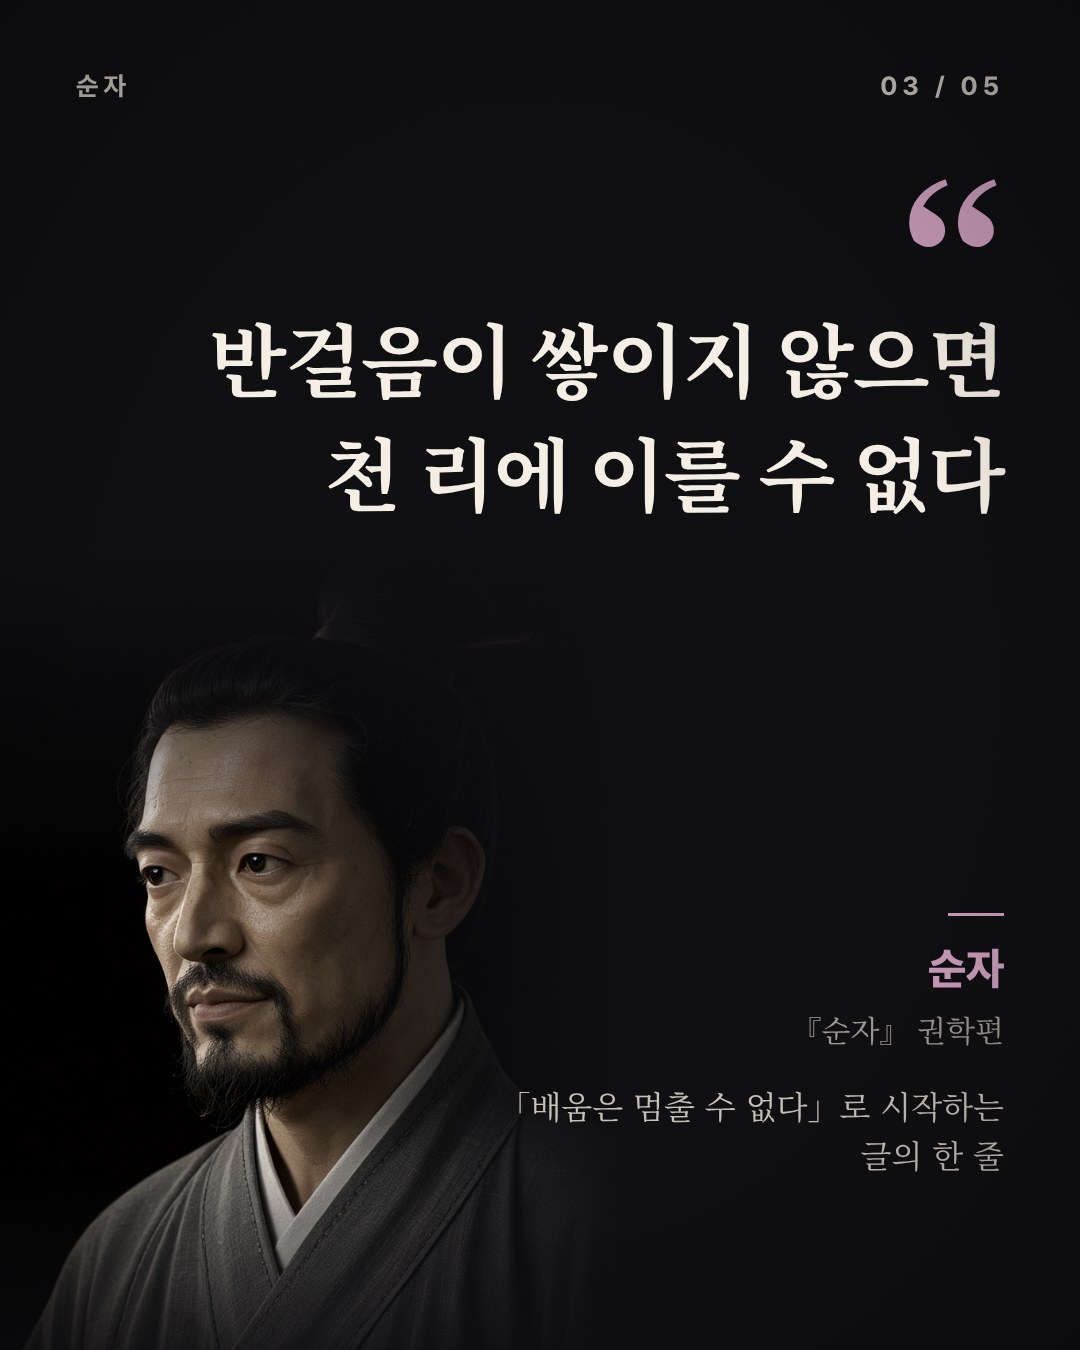 순자
03 / 05
“
반걸음이 쌓이지 않으면
천 리에 이를 수 없다
순자
『순자』 권학편
「배움은 멈출 수 없다」로 시작하는
글의 한 줄